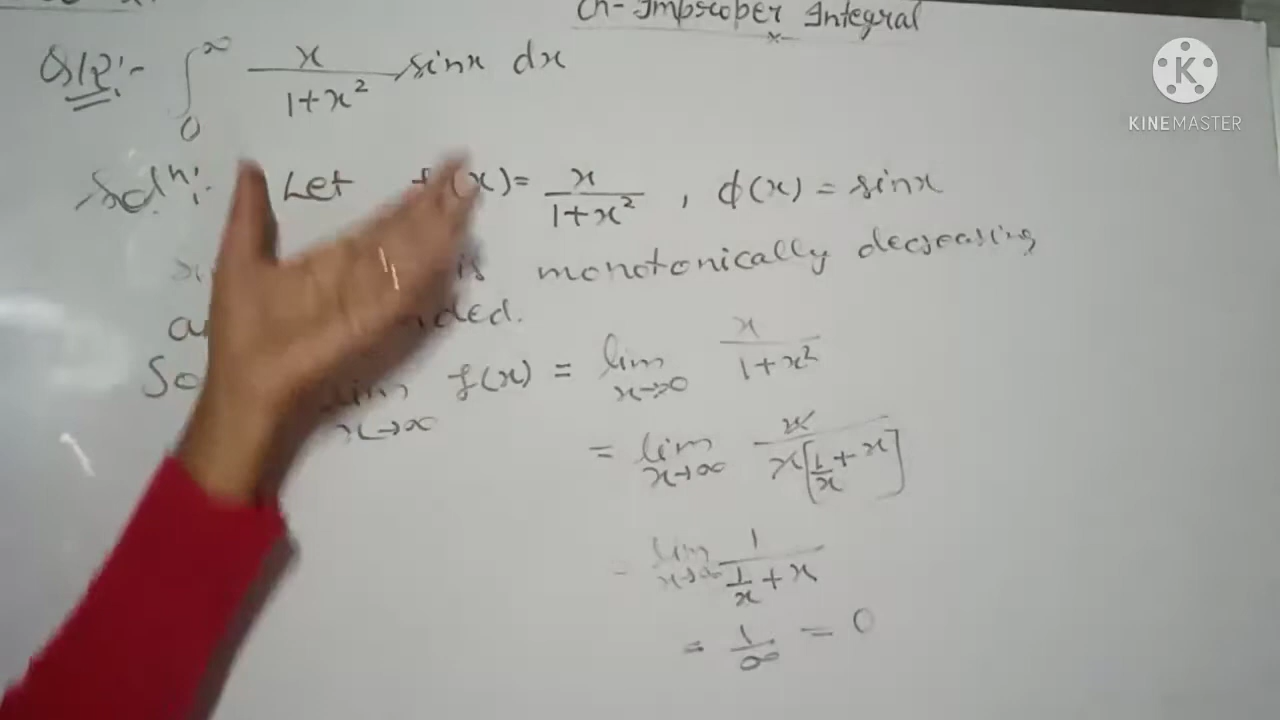 Ch- Improper Integral
Q12:- ∫₀^∞ x/(1+x²) sinx dx
KINEMASTER
Solⁿ:- Let f(x) = x/(1+x²), ϕ(x) = sinx
is monotonically decreasing
So f(x) = lim x→∞ x/(1+x²)
x→∞
= lim x→∞ x/(x[1/x + x])
lim x→∞ 1/(1/x + x)
= 1/∞ = 0